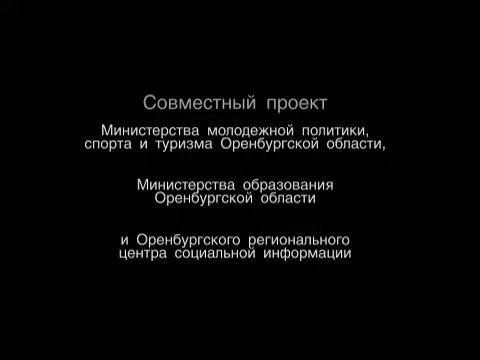 Совместный проект
Министерства молодежной политики,
спорта и туризма Оренбургской области,
Министерства образования
Оренбургской области
и Оренбургского регионального
центра социальной информации